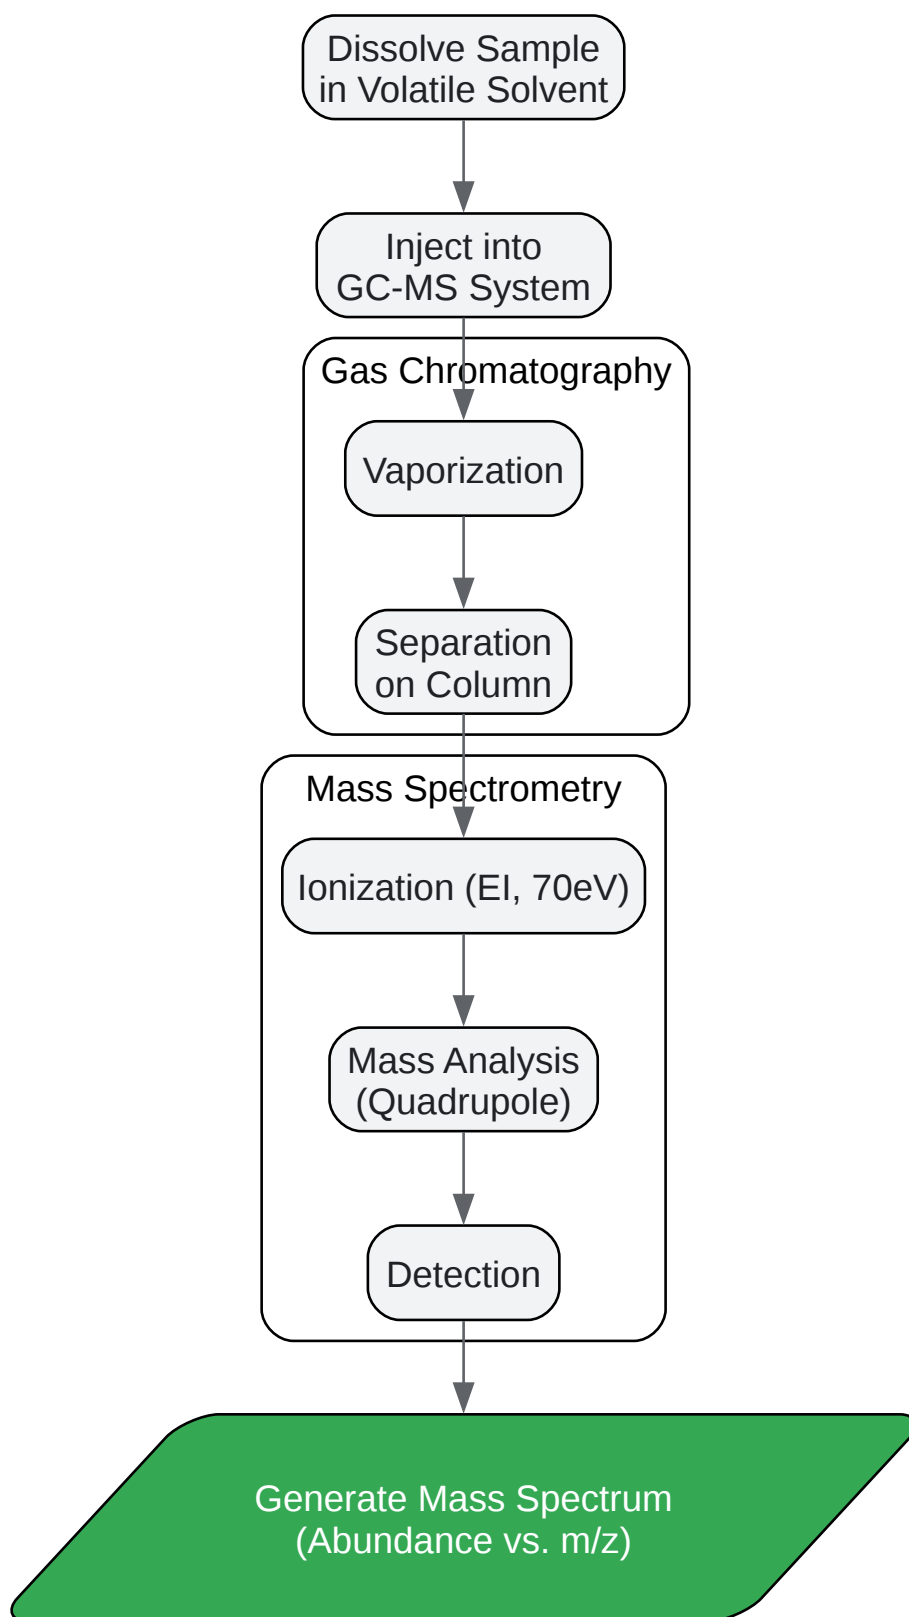 Dissolve Sample
in Volatile Solvent
Inject into
GC-MS System
Gas Chromatography
Vaporization
Separation
on Column
Mass Spectrometry
Ionization (EI, 70eV)
Mass Analysis
(Quadrupole)
Detection
Generate Mass Spectrum
(Abundance vs. m/z)